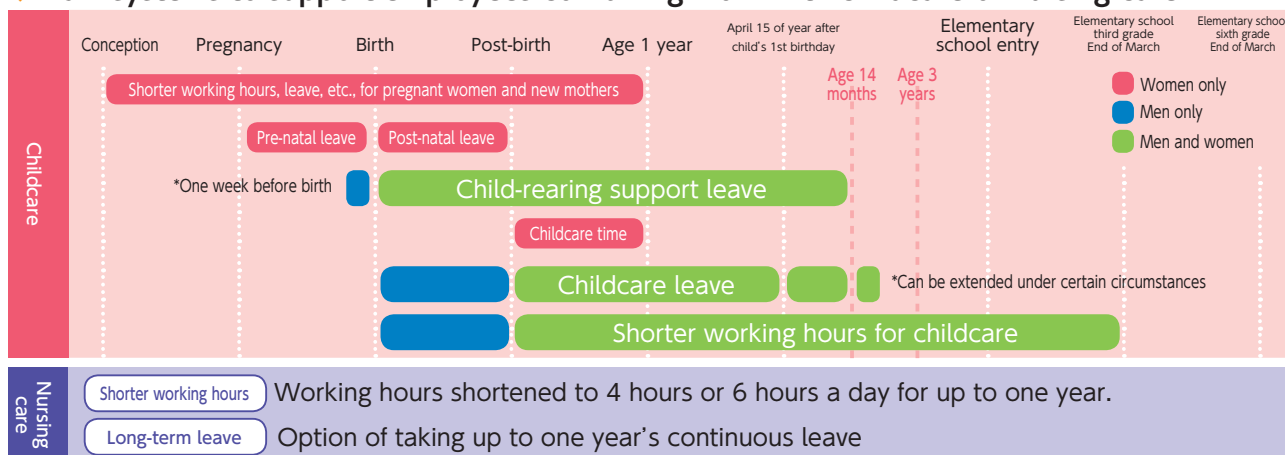 Conception
Pregnancy
Birth
Post-birth
Age 1 year
April 15 of year after
child's 1st birthday
Elementary
school entry
Elementary school
third grade
End of March
Elementary schoo
sixth grade
End of March
Age 14
months
Age 3
years
Women only
Men only
Men and women
Childcare
Shorter working hours, leave, etc., for pregnant women and new mothers
Pre-natal leave
Post-natal leave
*One week before birth
Child-rearing support leave
Childcare time
Childcare leave
*Can be extended under certain circumstances
Shorter working hours for childcare
Nursing
care
Shorter working hours
Working hours shortened to 4 hours or 6 hours a day for up to one year.
Long-term leave
Option of taking up to one year's continuous leave